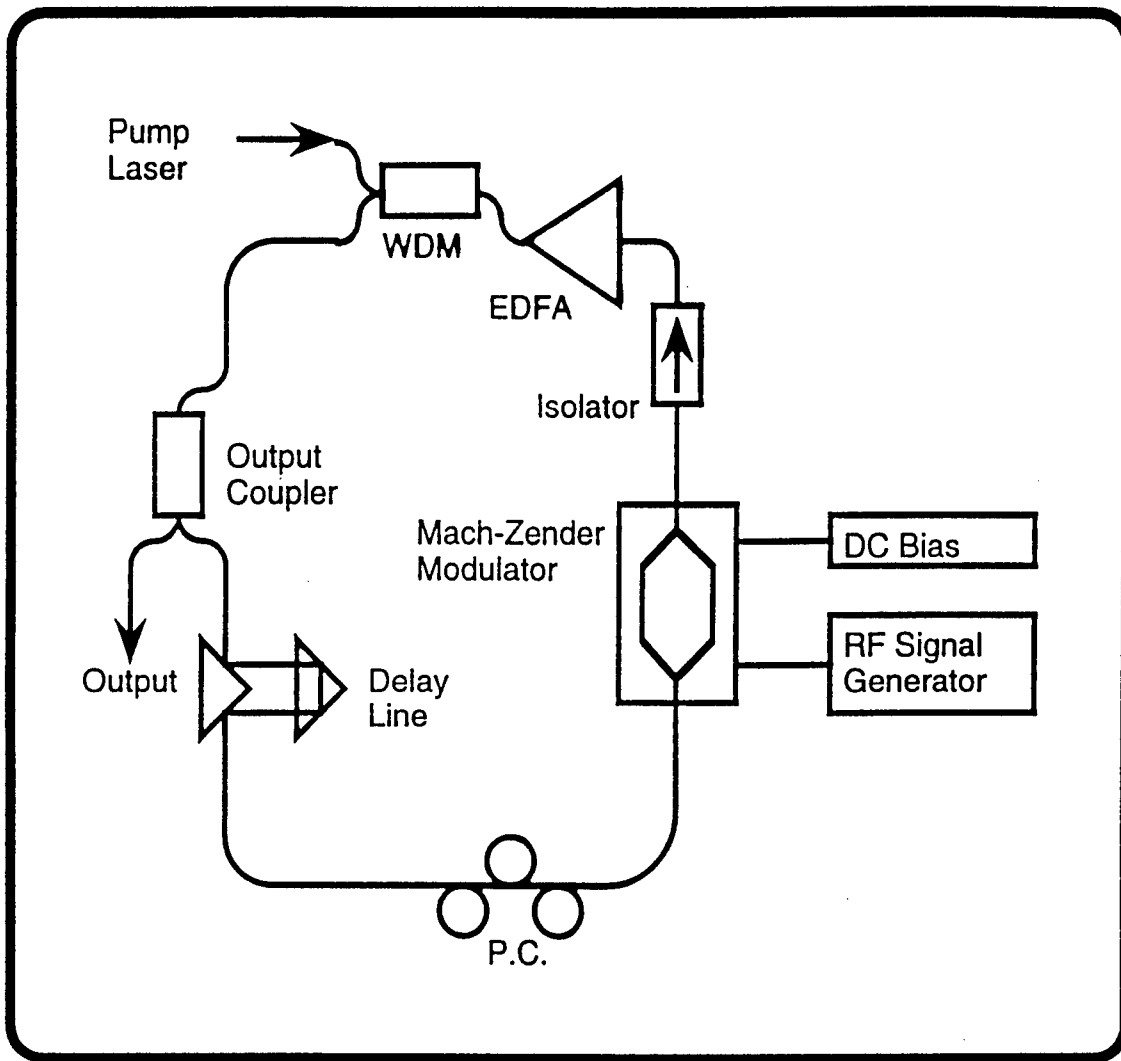 Pump
Laser
WDM
EDFA
Isolator
Output
Coupler
Mach-Zender
Modulator
DC Bias
RF Signal
Generator
Output
Delay
Line
P.C.